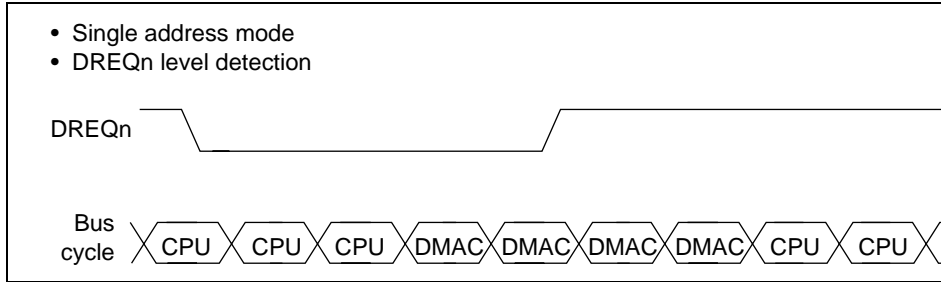 • Single address mode
• DREQn level detection
DREQn
Bus
cycle
CPU CPU CPU DMAC DMAC DMAC DMAC CPU CPU